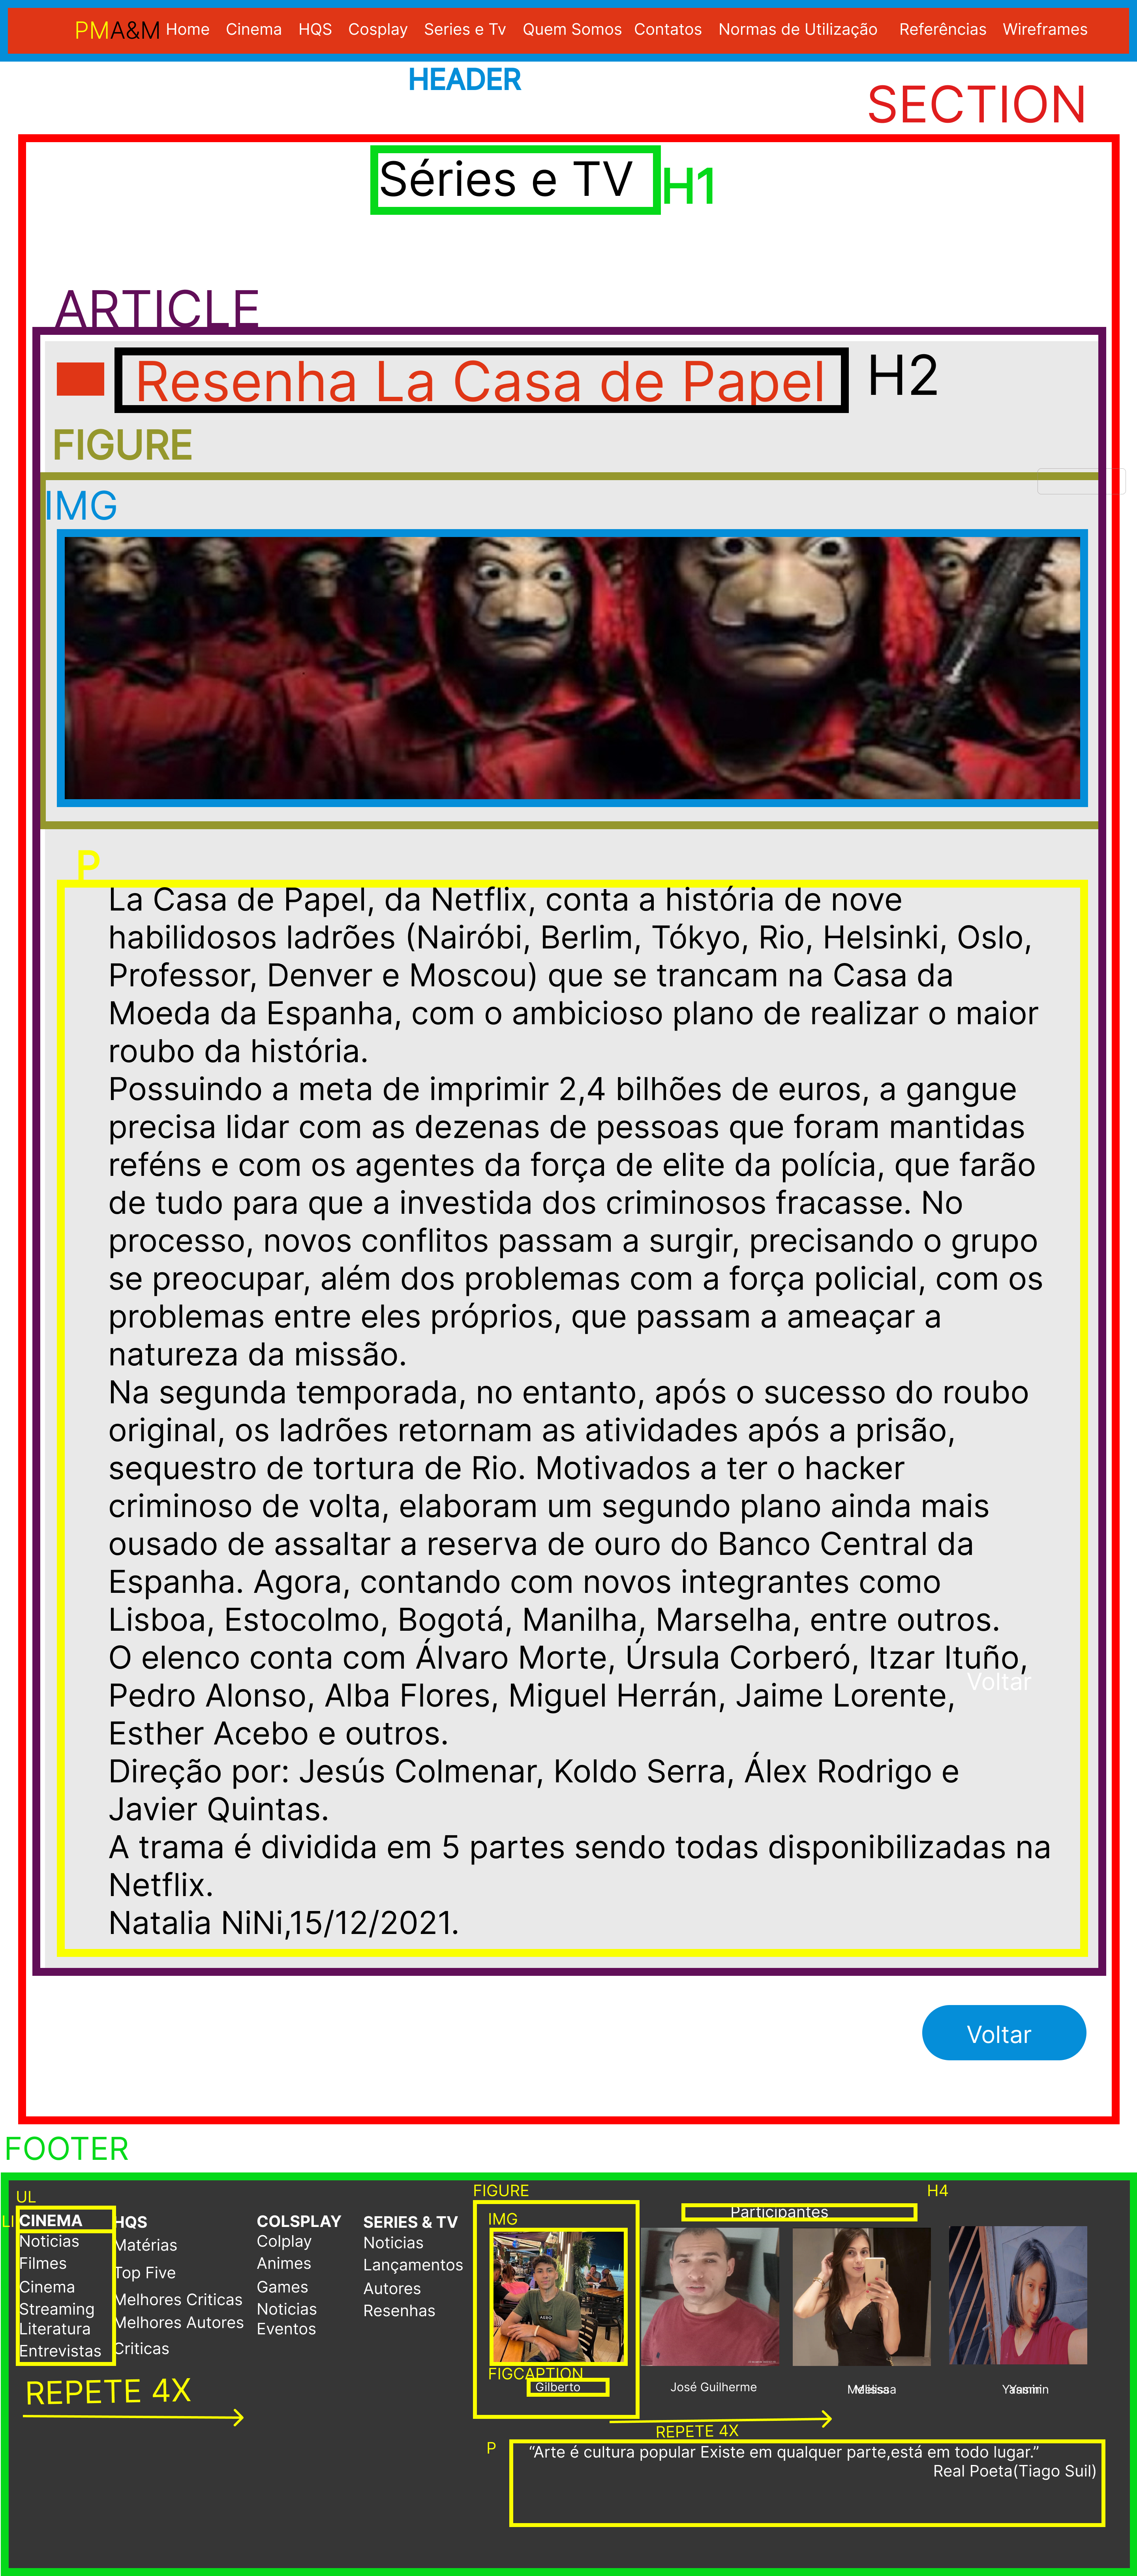 PMA&M Home Cinema HQS Cosplay Series e Tv Quem Somos Contatos Normas de Utilização Referências Wireframes
HEADER
SECTION
Séries e TV H1
ARTICLE
Resenha La Casa de Papel H2
FIGURE
IMG
P
La Casa de Papel, da Netflix, conta a história de nove
habilidosos ladrões (Nairóbi, Berlim, Tókyo, Rio, Helsinki, Oslo,
Professor, Denver e Moscou) que se trancam na Casa da
Moeda da Espanha, com o ambicioso plano de realizar o maior
roubo da história.
Possuindo a meta de imprimir 2,4 bilhões de euros, a gangue
precisa lidar com as dezenas de pessoas que foram mantidas
reféns e com os agentes da força de elite da polícia, que farão
de tudo para que a investida dos criminosos fracasse. No
processo, novos conflitos passam a surgir, precisando o grupo
se preocupar, além dos problemas com a força policial, com os
problemas entre eles próprios, que passam a ameaçar a
natureza da missão.
Na segunda temporada, no entanto, após o sucesso do roubo
original, os ladrões retornam as atividades após a prisão,
sequestro de tortura de Rio. Motivados a ter o hacker
criminoso de volta, elaboram um segundo plano ainda mais
ousado de assaltar a reserva de ouro do Banco Central da
Espanha. Agora, contando com novos integrantes como
Lisboa, Estocolmo, Bogotá, Manilha, Marselha, entre outros.
O elenco conta com Álvaro Morte, Úrsula Corberó, Itzar Ituño,
Voltar
Pedro Alonso, Alba Flores, Miguel Herrán, Jaime Lorente,
Esther Acebo e outros.
Direção por: Jesús Colmenar, Koldo Serra, Álex Rodrigo e
Javier Quintas.
A trama é dividida em 5 partes sendo todas disponibilizadas na
Netflix.
Natalia NiNi,15/12/2021.
Voltar
FOOTER
UL
LI
CINEMA
Noticias
Filmes
Cinema
Streaming
Literatura
Entrevistas
HQS
Matérias
Top Five
Melhores Criticas
Melhores Autores
Criticas
COLSPLAY
Colplay
Animes
Games
Noticias
Eventos
SERIES & TV
Noticias
Lançamentos
Autores
Resenhas
REPETE 4X
FIGURE
H4
Participantes
IMG
FIGCAPTION
Gilberto
José Guilherme
Melissa
Yasmin
REPETE 4X
P
“Arte é cultura popular Existe em qualquer parte,está em todo lugar.”
Real Poeta(Tiago Suil)